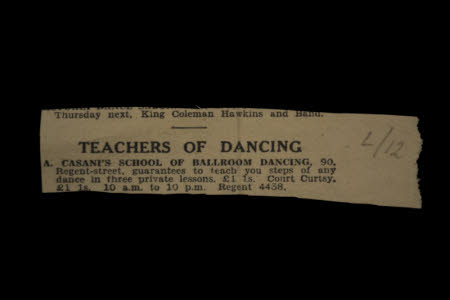 Thursday next, King Coleman Hawkins and Band.
TEACHERS OF DANCING
A. CASANI'S SCHOOL OF BALLROOM DANCING, 90,
Regent-street, guarantees to teach you steps of any
dance in three private lessons. £1 1s. Court Curtsy,
£1 1s. 10 a.m. to 10 p.m. Regent 4438.
L/12